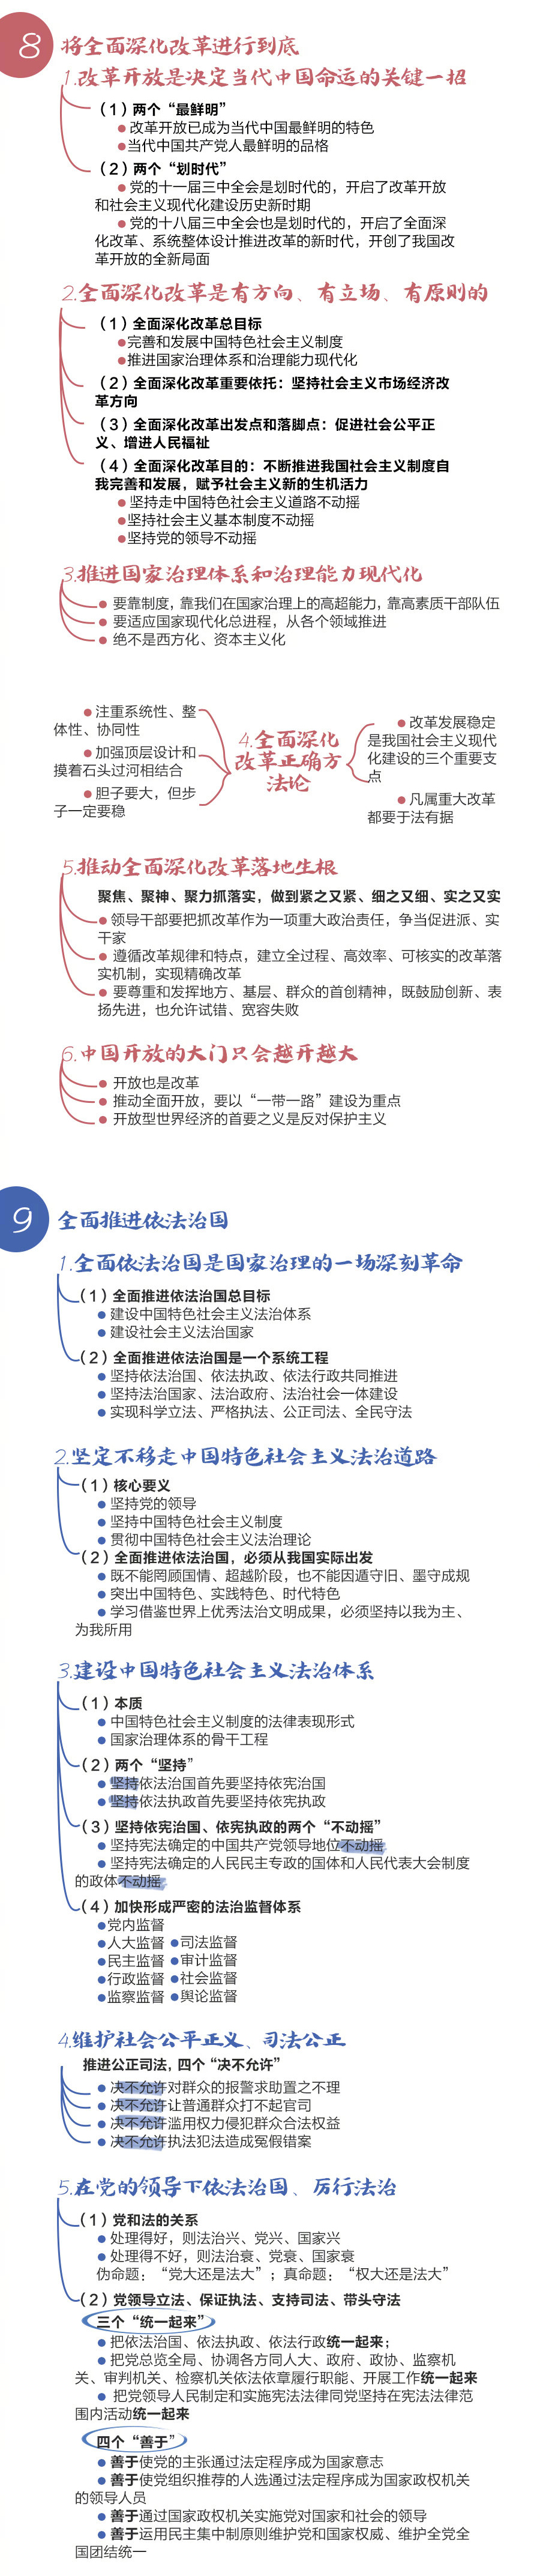 8
将全面深化改革进行到底
1.改革开放是决定当代中国命运的关键一招
（1）两个“最鲜明”
●改革开放已成为当代中国最鲜明的特色
●当代中国共产党人最鲜明的品格
（2）两个“划时代”
●党的十一届三中全会是划时代的，开启了改革开放
和社会主义现代化建设历史新时期
●党的十八届三中全会也是划时代的，开启了全面深
化改革、系统整体设计推进改革的新时代，开创了我国改
革开放的全新局面
2.全面深化改革是有方向、有立场、有原则的
（1）全面深化改革总目标
●完善和发展中国特色社会主义制度
●推进国家治理体系和治理能力现代化
（2）全面深化改革重要依托：坚持社会主义市场经济改
革方向
（3）全面深化改革出发点和落脚点：促进社会公平正
义、增进人民福祉
（4）全面深化改革目的：不断推进我国社会主义制度自
我完善和发展，赋予社会主义新的生机活力
●坚持走中国特色社会主义道路不动摇
●坚持社会主义基本制度不动摇
●坚持党的领导不动摇
3.推进国家治理体系和治理能力现代化
●要靠制度，靠我们在国家治理上的高超能力，靠高素质干部队伍
●要适应国家现代化总进程，从各个领域推进
●绝不是西方化、资本主义化
●注重系统性、整
体性、协同性
●加强顶层设计和
摸着石头过河相结合
●胆子要大，但步
子一定要稳
4.全面深化
改革正确方
法论
●改革发展稳定
是我国社会主义现代
化建设的三个重要支
点
●凡属重大改革
都要于法有据
5.推动全面深化改革落地生根
聚焦、聚神、聚力抓落实，做到紧之又紧、细之又细、实之又实
●领导干部要把抓改革作为一项重大政治责任，争当促进派、实
干家
●遵循改革规律和特点，建立全过程、高效率、可核实的改革落
实机制，实现精确改革
●要尊重和发挥地方、基层、群众的首创精神，既鼓励创新、表
扬先进，也允许试错、宽容失败
6.中国开放的大门只会越开越大
●开放也是改革
●推动全面开放，要以“一带一路”建设为重点
●开放型世界经济的首要之义是反对保护主义
9
全面推进依法治国
1.全面依法治国是国家治理的一场深刻革命
（1）全面推进依法治国总目标
●建设中国特色社会主义法治体系
●建设社会主义法治国家
（2）全面推进依法治国是一个系统工程
●坚持依法治国、依法执政、依法行政共同推进
●坚持法治国家、法治政府、法治社会一体建设
●实现科学立法、严格执法、公正司法、全民守法
2.坚定不移走中国特色社会主义法治道路
（1）核心要义
●坚持党的领导
●坚持中国特色社会主义制度
●贯彻中国特色社会主义法治理论
（2）全面推进依法治国，必须从我国实际出发
●既不能罔顾国情、超越阶段，也不能因循守旧、墨守成规
●突出中国特色、实践特色、时代特色
●学习借鉴世界上优秀法治文明成果，必须坚持以我为主、
为我所用
3.建设中国特色社会主义法治体系
（1）本质
●中国特色社会主义制度的法律表现形式
●国家治理体系的骨干工程
（2）两个“坚持”
●坚持依法治国首先要坚持依宪治国
●坚持依法执政首先要坚持依宪执政
（3）坚持依宪治国、依宪执政的两个“不动摇”
●坚持宪法确定的中国共产党领导地位不动摇
●坚持宪法确定的人民民主专政的国体和人民代表大会制度
的政体不动摇
（4）加快形成严密的法治监督体系
●党内监督
●人大监督 ●司法监督
●民主监督 ●审计监督
●行政监督 ●社会监督
●监察监督 ●舆论监督
4.维护社会公平正义、司法公正
推进公正司法，四个“决不允许”
●决不允许对群众的报警求助置之不理
●决不允许让普通群众打不起官司
●决不允许滥用权力侵犯群众合法权益
●决不允许执法犯法造成冤假错案
5.在党的领导下依法治国、厉行法治
（1）党和法的关系
●处理得好，则法治兴、党兴、国家兴
●处理得不好，则法治衰、党衰、国家衰
伪命题：“党大还是法大”；真命题：“权大还是法大”
（2）党领导立法、保证执法、支持司法、带头守法
三个“统一起来”
●把依法治国、依法执政、依法行政统一起来；
●把党总览全局、协调各方同人大、政府、政协、监察机
关、审判机关、检察机关依法依章履行职能、开展工作统一起来
●把党领导人民制定和实施宪法法律同党坚持在宪法法律范
围内活动统一起来
四个“善于”
●善于使党的主张通过法定程序成为国家意志
●善于使党组织推荐的人选通过法定程序成为国家政权机关
的领导人员
●善于通过国家政权机关实施党对国家和社会的领导
●善于运用民主集中制原则维护党和国家权威、维护全党全
国团结统一